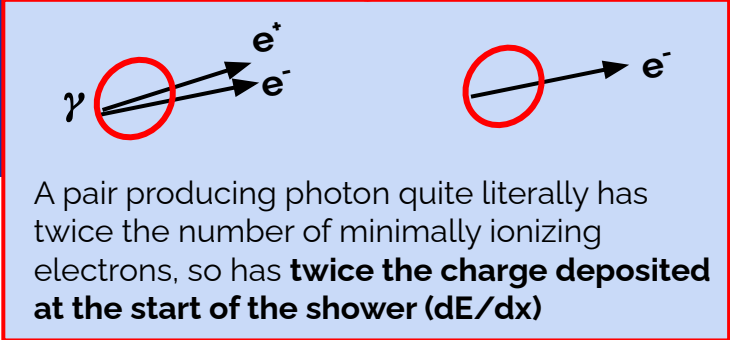 e⁺
γ e⁻
e⁻
A pair producing photon quite literally has
twice the number of minimally ionizing
electrons, so has twice the charge deposited
at the start of the shower (dE/dx)